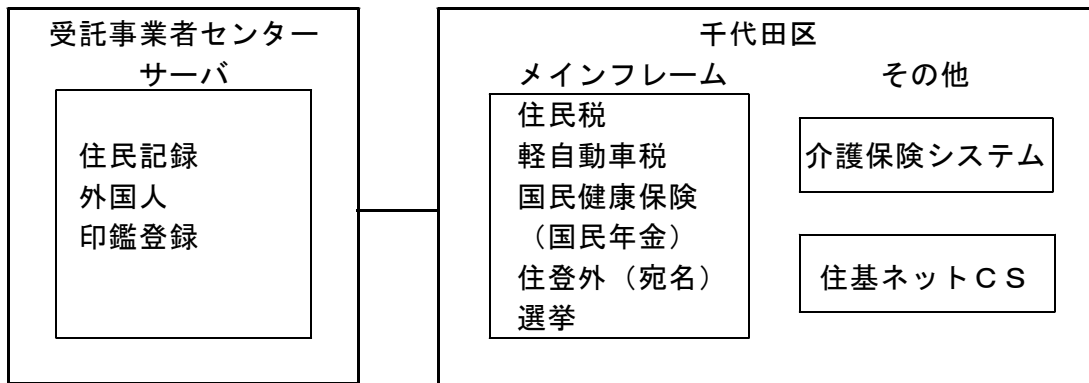 受託事業者センター
サーバ
住民記録
外国人
印鑑登録
千代田区
メインフレーム
住民税
軽自動車税
国民健康保険
（国民年金）
住登外（宛名）
選挙
その他
介護保険システム
住基ネットＣＳ